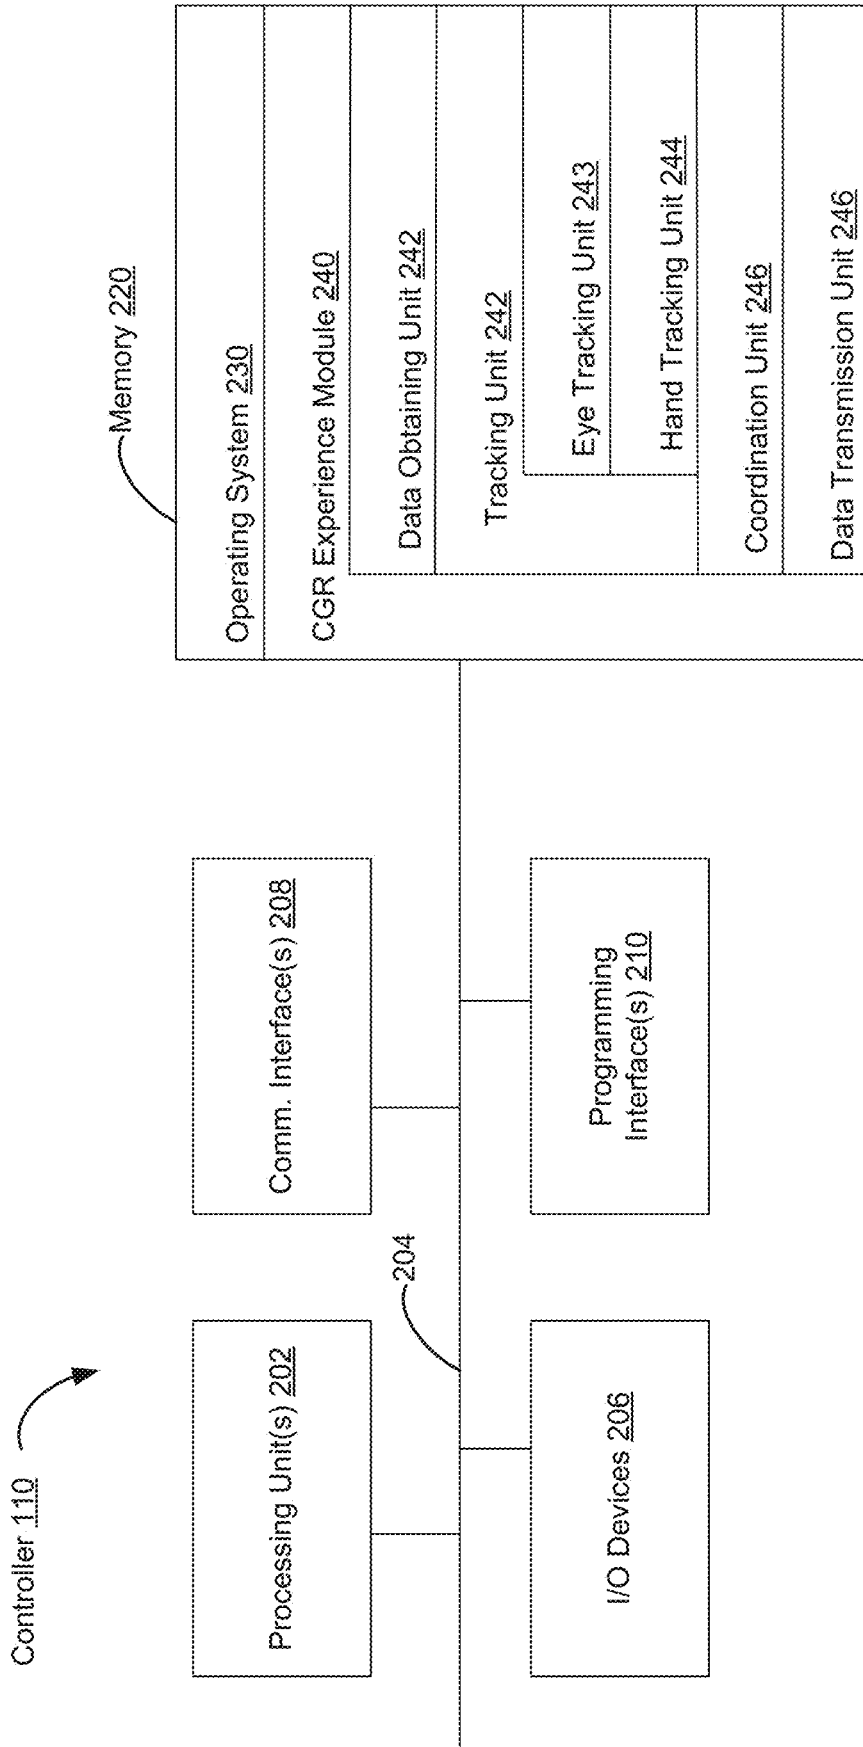 Controller 110
Processing Unit(s) 202
Comm. Interface(s) 208
204
I/O Devices 206
Programming
Interface(s) 210
Memory 220
Operating System 230
CGR Experience Module 240
Data Obtaining Unit 242
Tracking Unit 242
Eye Tracking Unit 243
Hand Tracking Unit 244
Coordination Unit 246
Data Transmission Unit 246